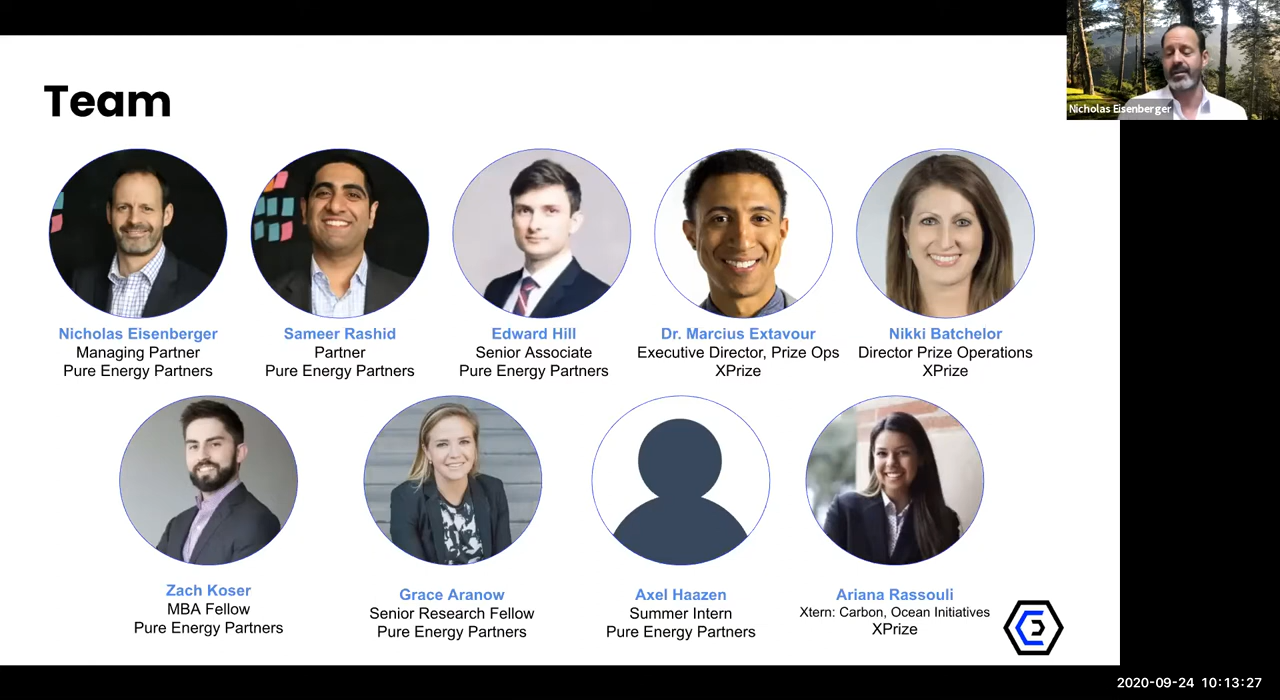 Team
Nicholas Eisenberger
Nicholas Eisenberger
Managing Partner
Pure Energy Partners
Sameer Rashid
Partner
Pure Energy Partners
Edward Hill
Senior Associate
Pure Energy Partners
Dr. Marcius Extavour
Executive Director, Prize Ops
XPrize
Nikki Batchelor
Director Prize Operations
XPrize
Zach Koser
MBA Fellow
Pure Energy Partners
Grace Aranow
Senior Research Fellow
Pure Energy Partners
Axel Haazen
Summer Intern
Pure Energy Partners
Ariana Rassouli
Xtern: Carbon, Ocean Initiatives
XPrize
2020-09-24 10:13:27